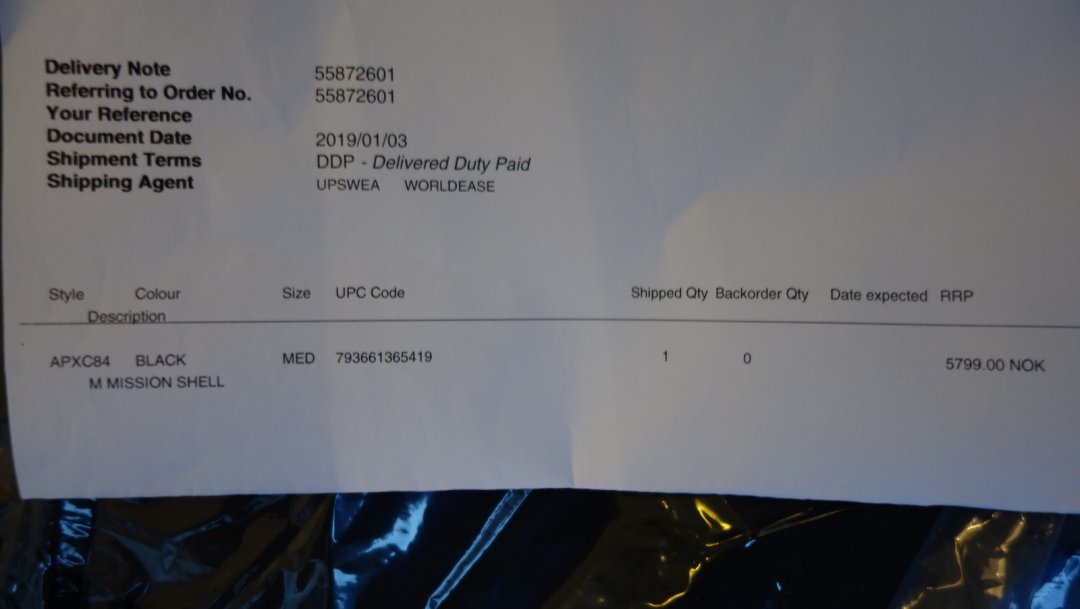 Delivery Note 55872601
Referring to Order No. 55872601
Your Reference
Document Date 2019/01/03
Shipment Terms DDP - Delivered Duty Paid
Shipping Agent UPSWEA WORLDEASE
Style Colour Size UPC Code Shipped Qty Backorder Qty Date expected RRP
Description
APXC84 BLACK MED 793661365419 1 0 5799.00 NOK
M MISSION SHELL